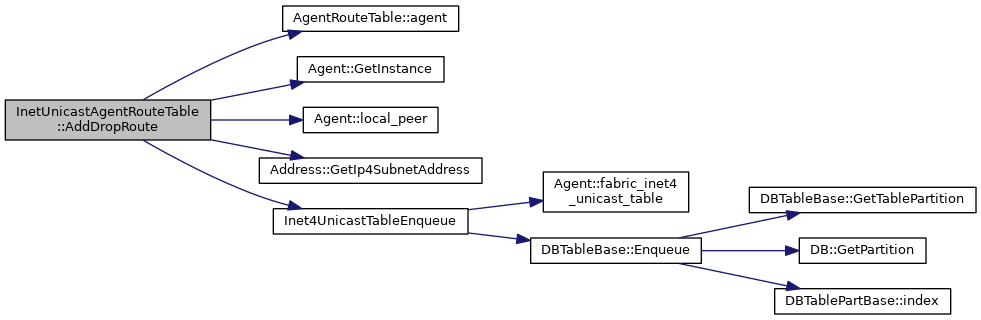 AgentRouteTable::agent
Agent::GetInstance
InetUnicastAgentRouteTable
::AddDropRoute
Agent::local_peer
Address::GetIp4SubnetAddress
Inet4UnicastTableEnqueue
Agent::fabric_inet4
_unicast_table
DBTableBase::Enqueue
DBTableBase::GetTablePartition
DB::GetPartition
DBTablePartBase::index